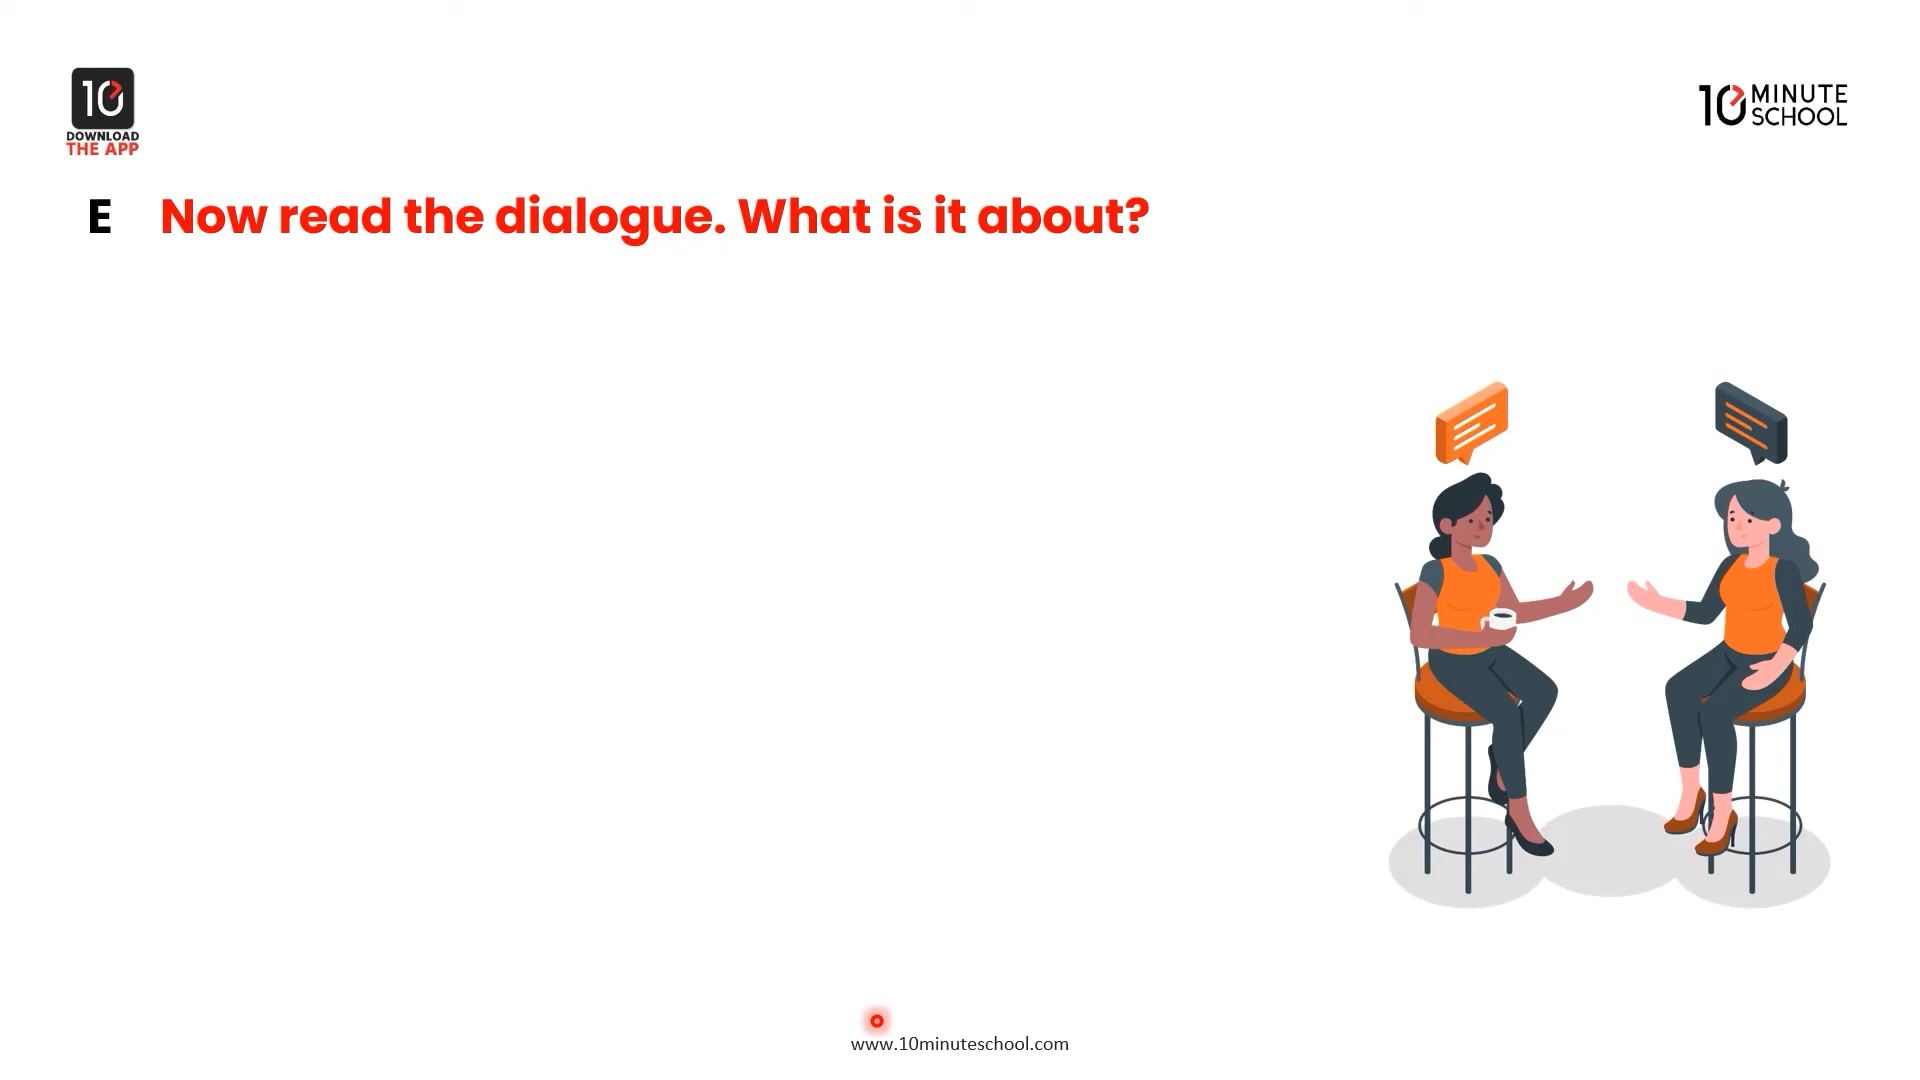 10
DOWNLOAD
THE APP
10 MINUTE
SCHOOL
E Now read the dialogue. What is it about?
www.10minuteschool.com